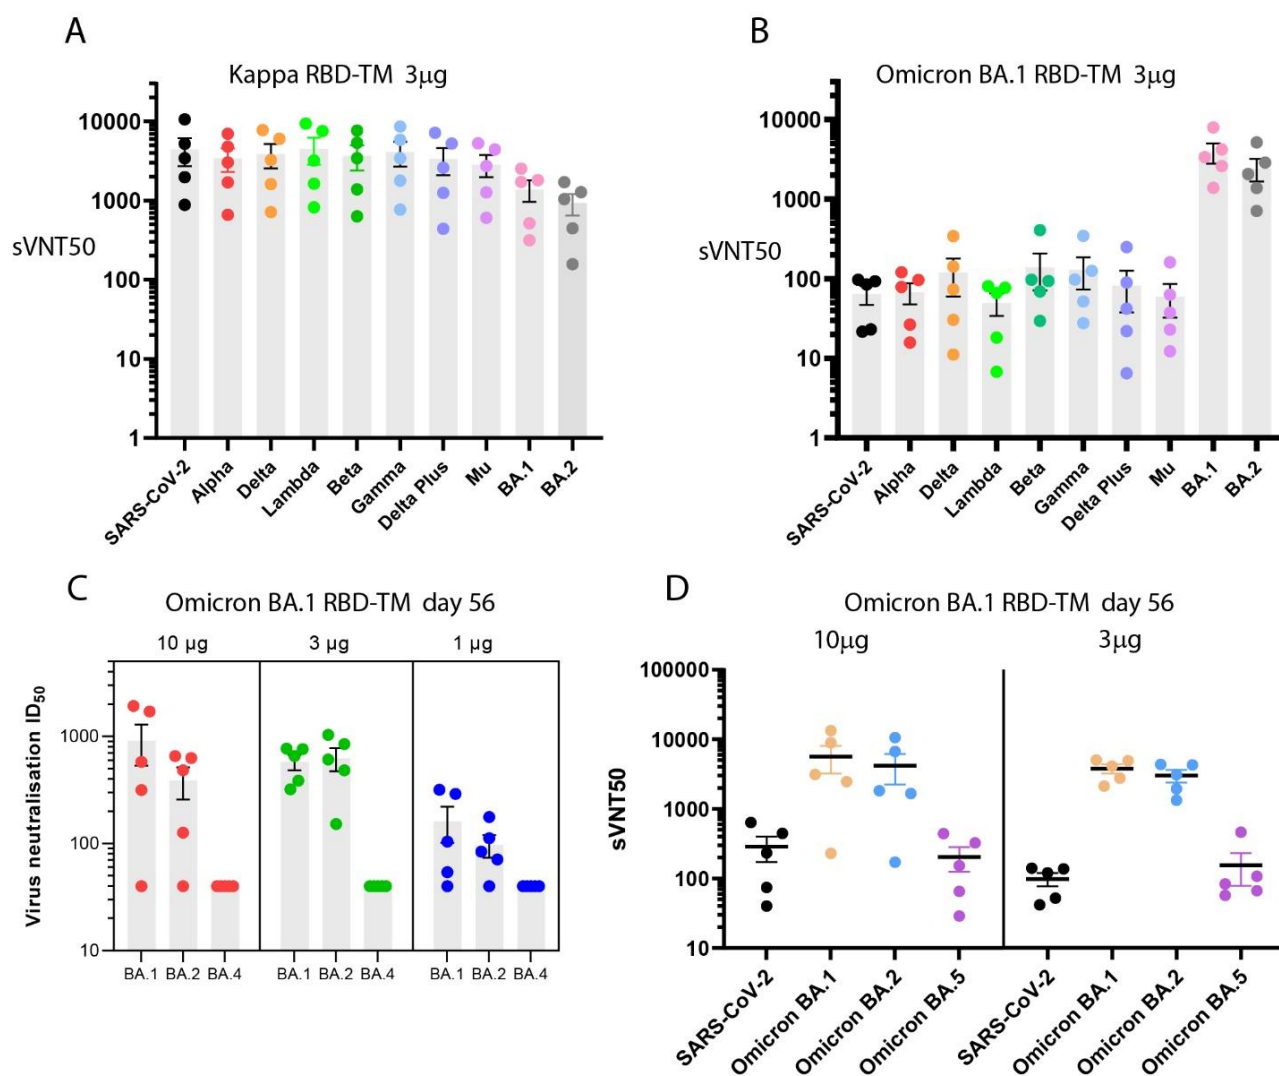 A
Kappa RBD-TM 3µg
10000
1000
100
10
1
sVNT50
SARS-CoV-2
Alpha
Delta
Lambda
Beta
Gamma
Delta Plus
Mu
BA.1
BA.2
B
Omicron BA.1 RBD-TM 3µg
10000
1000
100
10
1
sVNT50
SARS-CoV-2
Alpha
Delta
Lambda
Beta
Gamma
Delta Plus
Mu
BA.1
BA.2
C
Omicron BA.1 RBD-TM day 56
10 µg
3 µg
1 µg
Virus neutralisation ID50
1000
100
10
BA.1
BA.2
BA.4
BA.1
BA.2
BA.4
BA.1
BA.2
BA.4
D
Omicron BA.1 RBD-TM day 56
10µg
3µg
sVNT50
100000
10000
1000
100
10
SARS-CoV-2
Omicron BA.1
Omicron BA.2
Omicron BA.5
SARS-CoV-2
Omicron BA.1
Omicron BA.2
Omicron BA.5